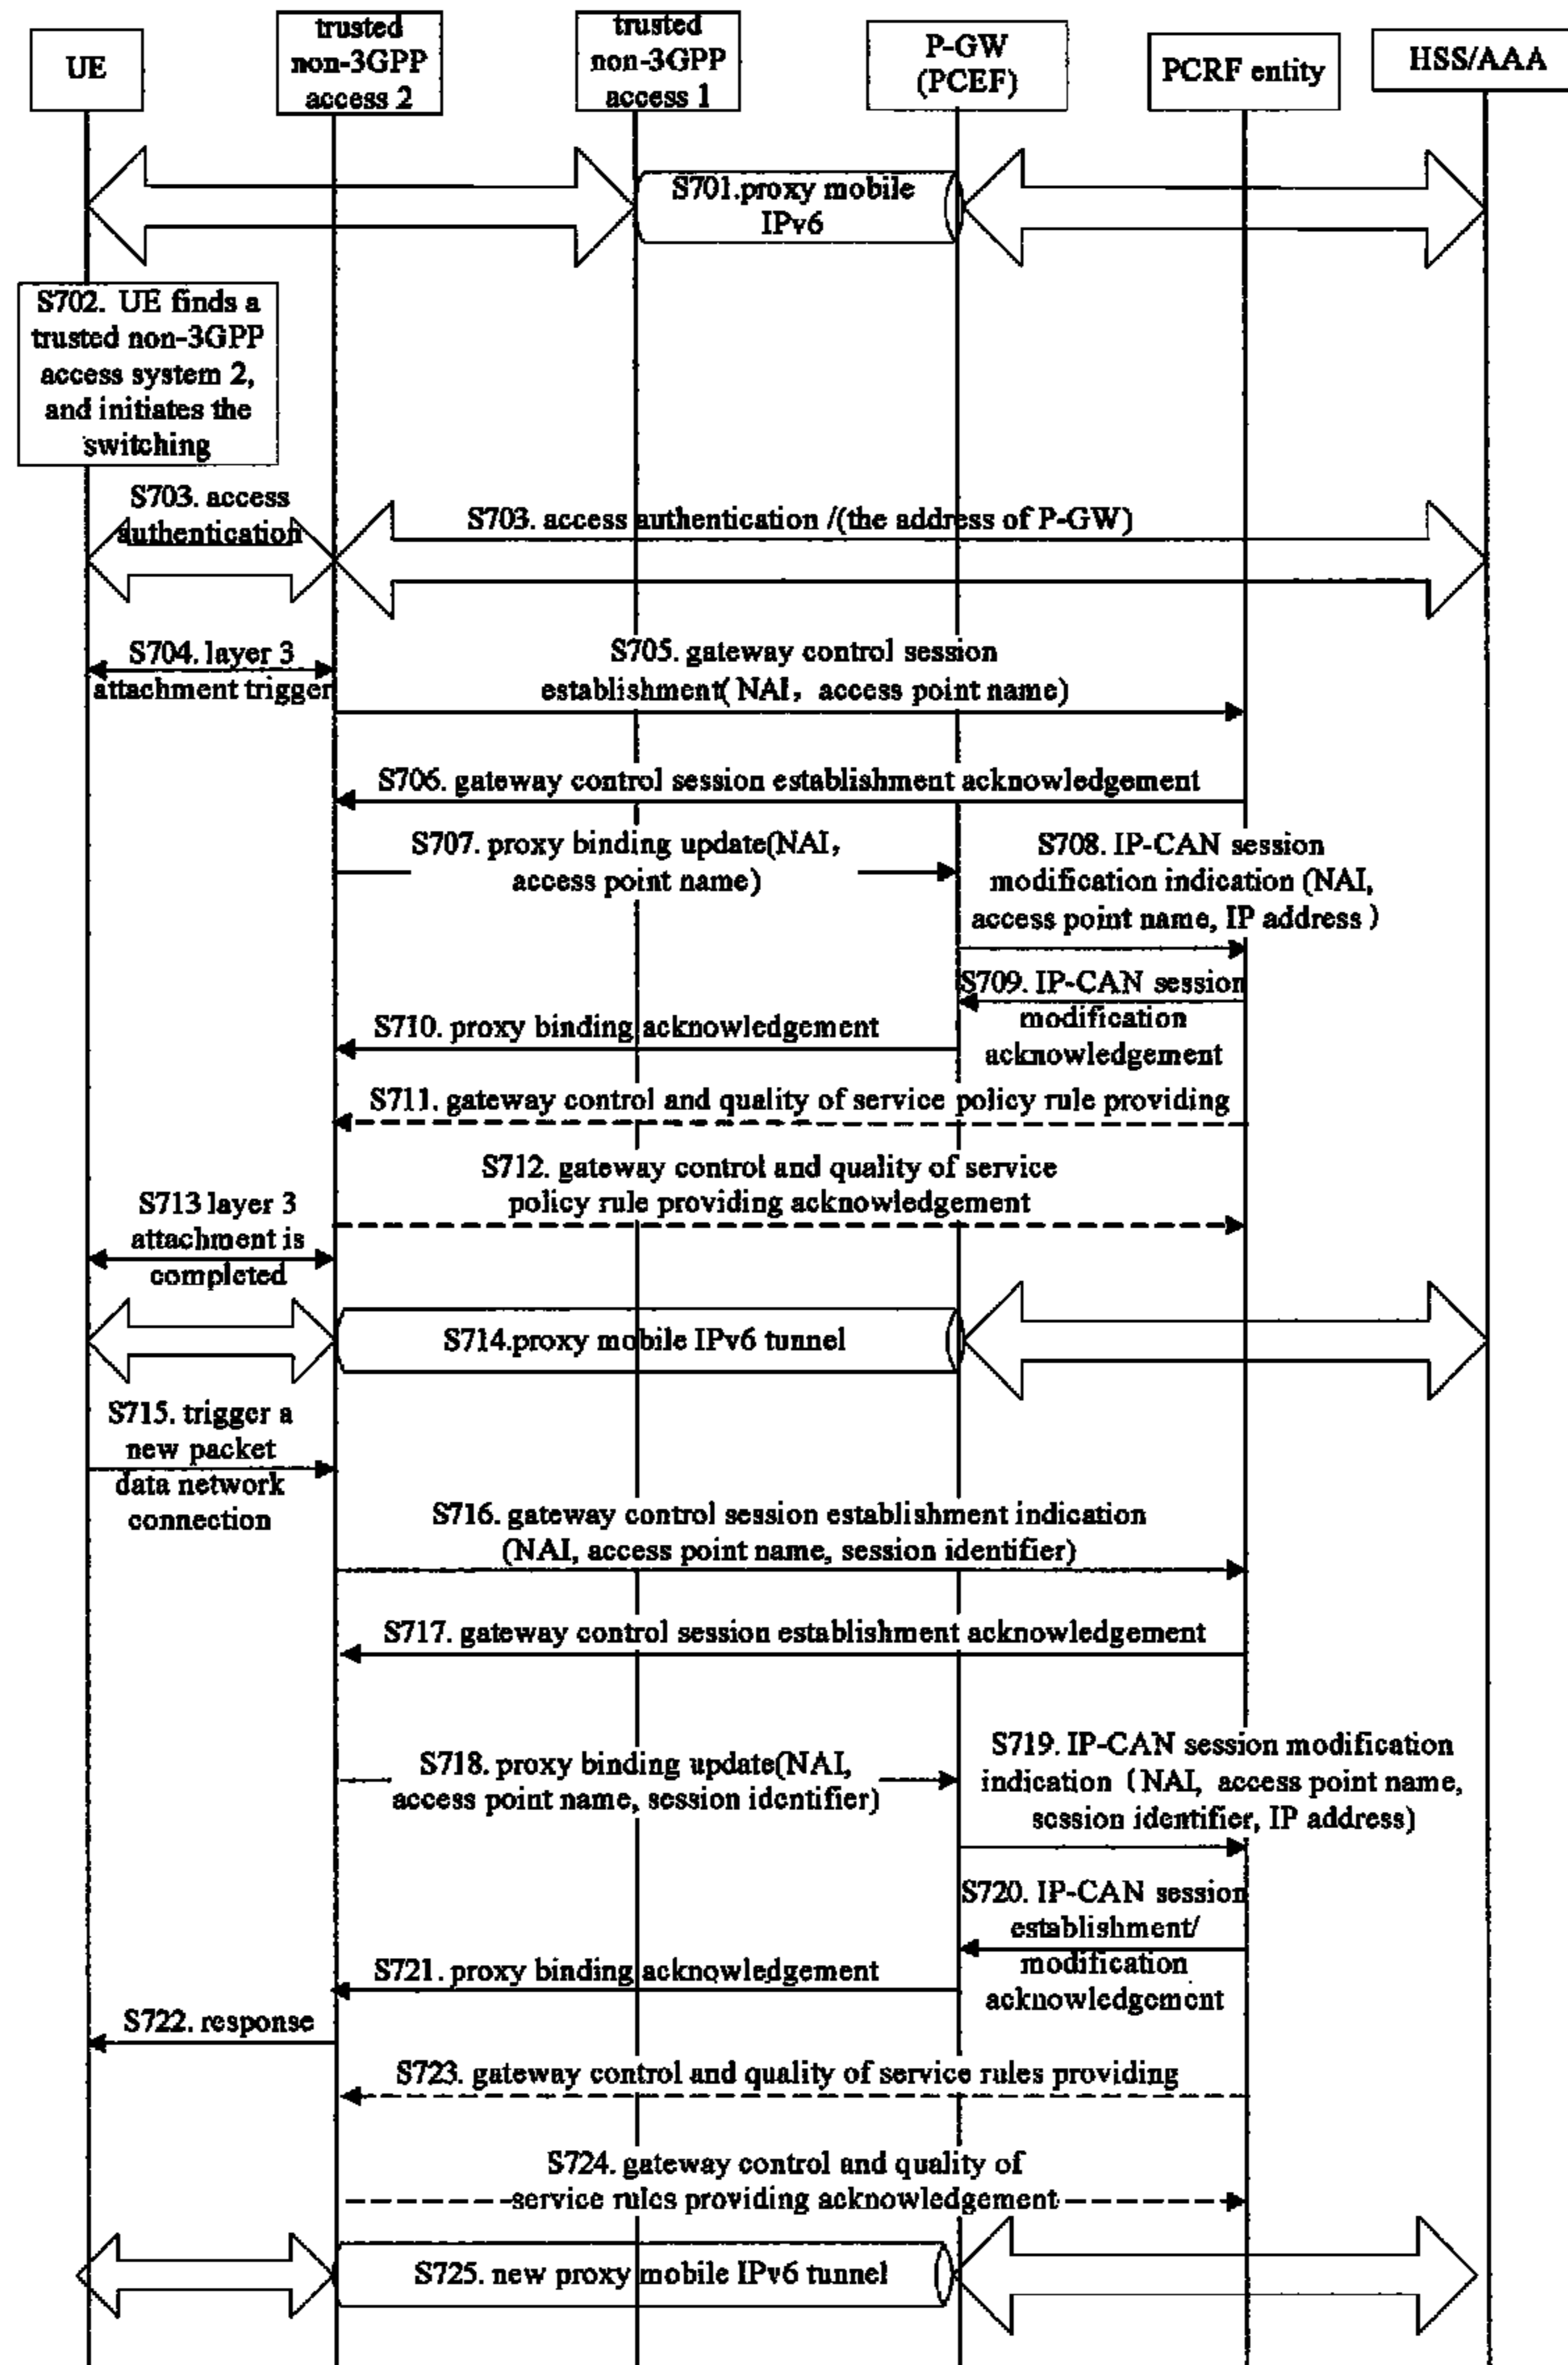 UE
trusted
non-3GPP
access 2
trusted
non-3GPP
access 1
P-GW
(PCEF)
PCRF entity
HSS/AAA
S701.proxy mobile
IPv6
S702. UE finds a
trusted non-3GPP
access system 2,
and initiates the
switching
S703. access
authentication
S703. access authentication /(the address of P-GW)
S704. layer 3
attachment trigger
S705. gateway control session
establishment( NAI, access point name)
S706. gateway control session establishment acknowledgement
S707. proxy binding update(NAI,
access point name)
S708. IP-CAN session
modification indication (NAI,
access point name, IP address )
S709. IP-CAN session
modification
acknowledgement
S710. proxy binding acknowledgement
S711. gateway control and quality of service policy rule providing
S712. gateway control and quality of service
policy rule providing acknowledgement
S713 layer 3
attachment is
completed
S714.proxy mobile IPv6 tunnel
S715. trigger a
new packet
data network
connection
S716. gateway control session establishment indication
(NAI, access point name, session identifier)
S717. gateway control session establishment acknowledgement
S718. proxy binding update(NAI,
access point name, session identifier)
S719. IP-CAN session modification
indication (NAI, access point name,
session identifier, IP address)
S720. IP-CAN session
establishment/
modification
acknowledgement
S721. proxy binding acknowledgement
S722. response
S723. gateway control and quality of service rules providing
S724. gateway control and quality of
service rules providing acknowledgement
S725. new proxy mobile IPv6 tunnel